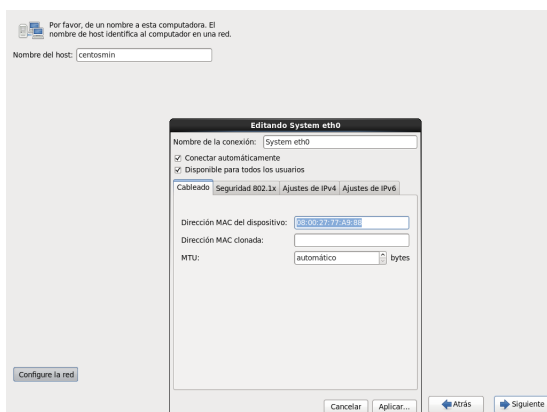 Por favor, de un nombre a esta computadora. El
nombre de host identifica al computador en una red.
Nombre del host: centosmin
Editando System eth0
Nombre de la conexión: System eth0
Conectar automáticamente
Disponible para todos los usuarios
Cableado Seguridad 802.1x Ajustes de IPv4 Ajustes de IPv6
Dirección MAC del dispositivo: 08:00:27:77:A9:88
Dirección MAC clonada:
MTU: automático bytes
Configure la red
Cancelar Aplicar...
Atrás Siguiente